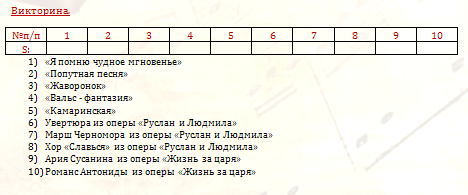 Викторина.
№п/п 1 2 3 4 5 6 7 8 9 10
S:
1) «Я помню чудное мгновенье»
2) «Попутная песня»
3) «Жаворонок»
4) «Вальс - фантазия»
5) «Камаринская»
6) Увертюра из оперы «Руслан и Людмила»
7) Марш Черномора из оперы «Руслан и Людмила»
8) Хор «Славься» из оперы «Руслан и Людмила»
9) Ария Сусанина из оперы «Жизнь за царя»
10) Романс Антониды из оперы «Жизнь за царя»